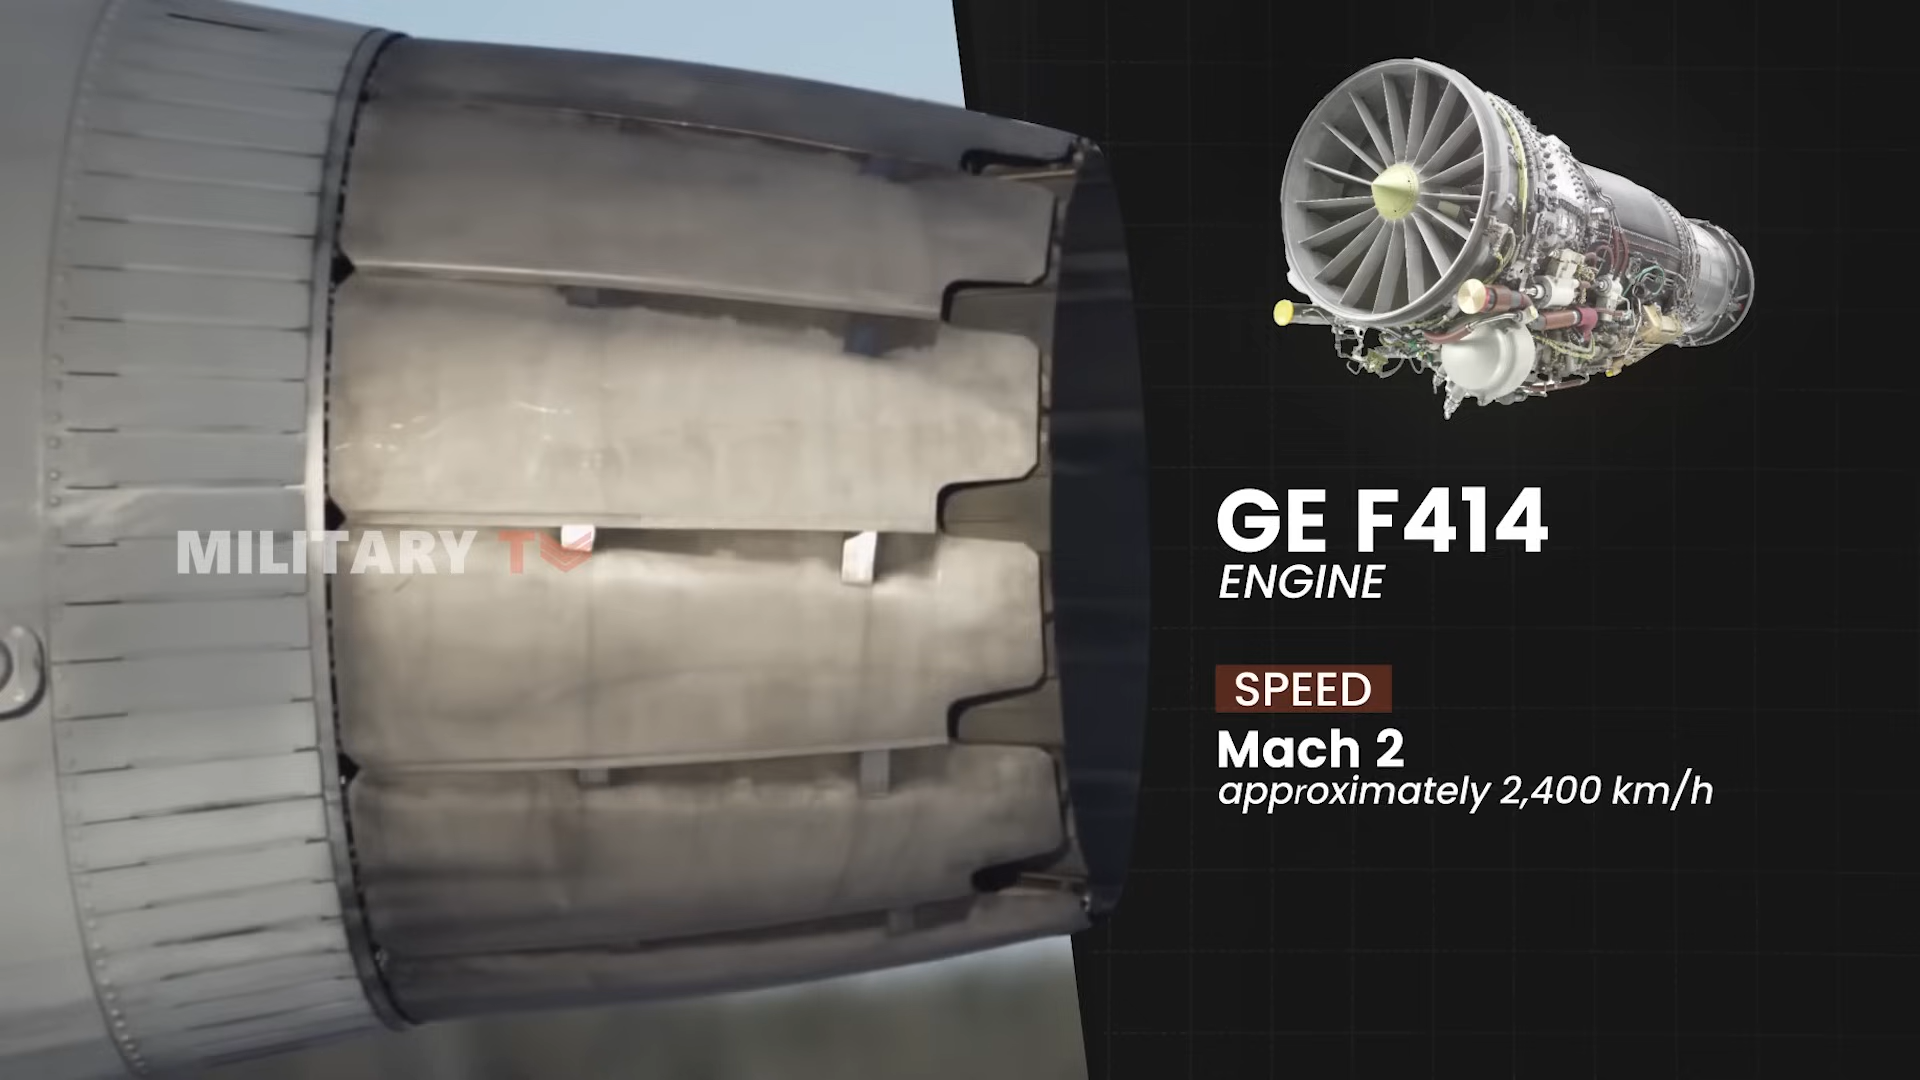 MILITARY TV
GE F414
ENGINE
SPEED
Mach 2
approximately 2,400 km/h